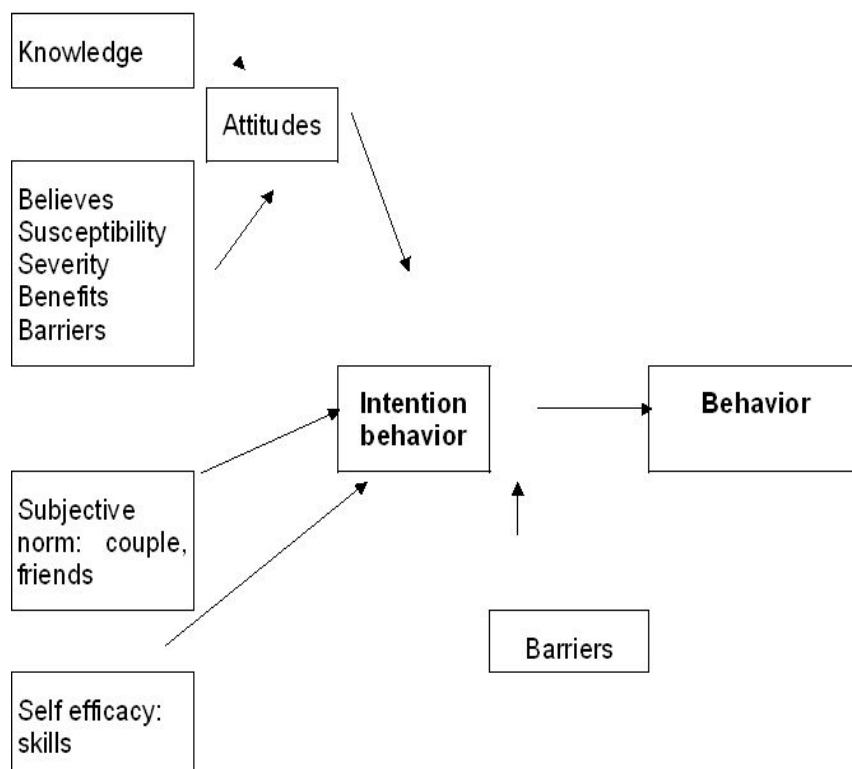 Knowledge
Attitudes
Believes
Susceptibility
Severity
Benefits
Barriers
Intention
behavior
Behavior
Subjective
norm: couple,
friends
Barriers
Self efficacy:
skills